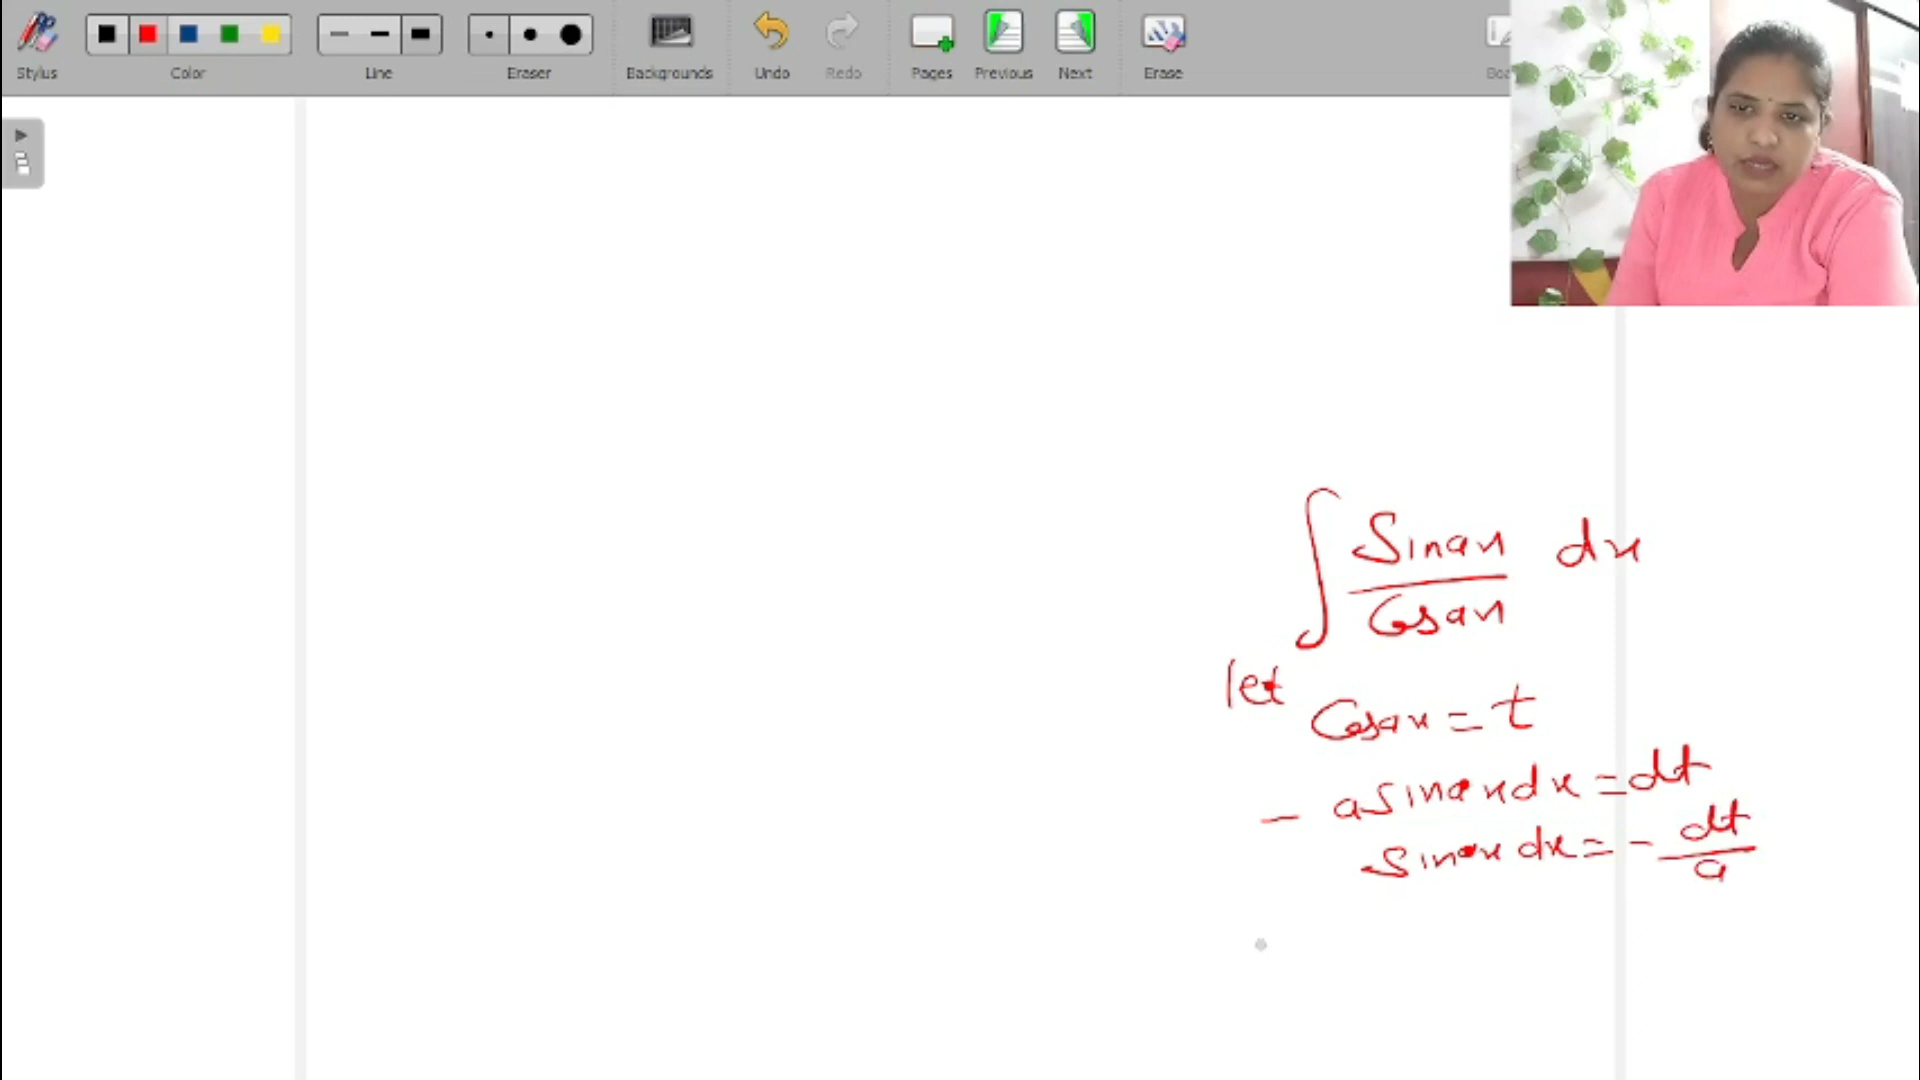 Stylus Color Line Eraser Backgrounds Undo Redo Pages Previous Next Erase
∫ Sinax / Cosax dx
let
Cosax = t
- a Sinax dx = dt
Sinax dx = - dt / a